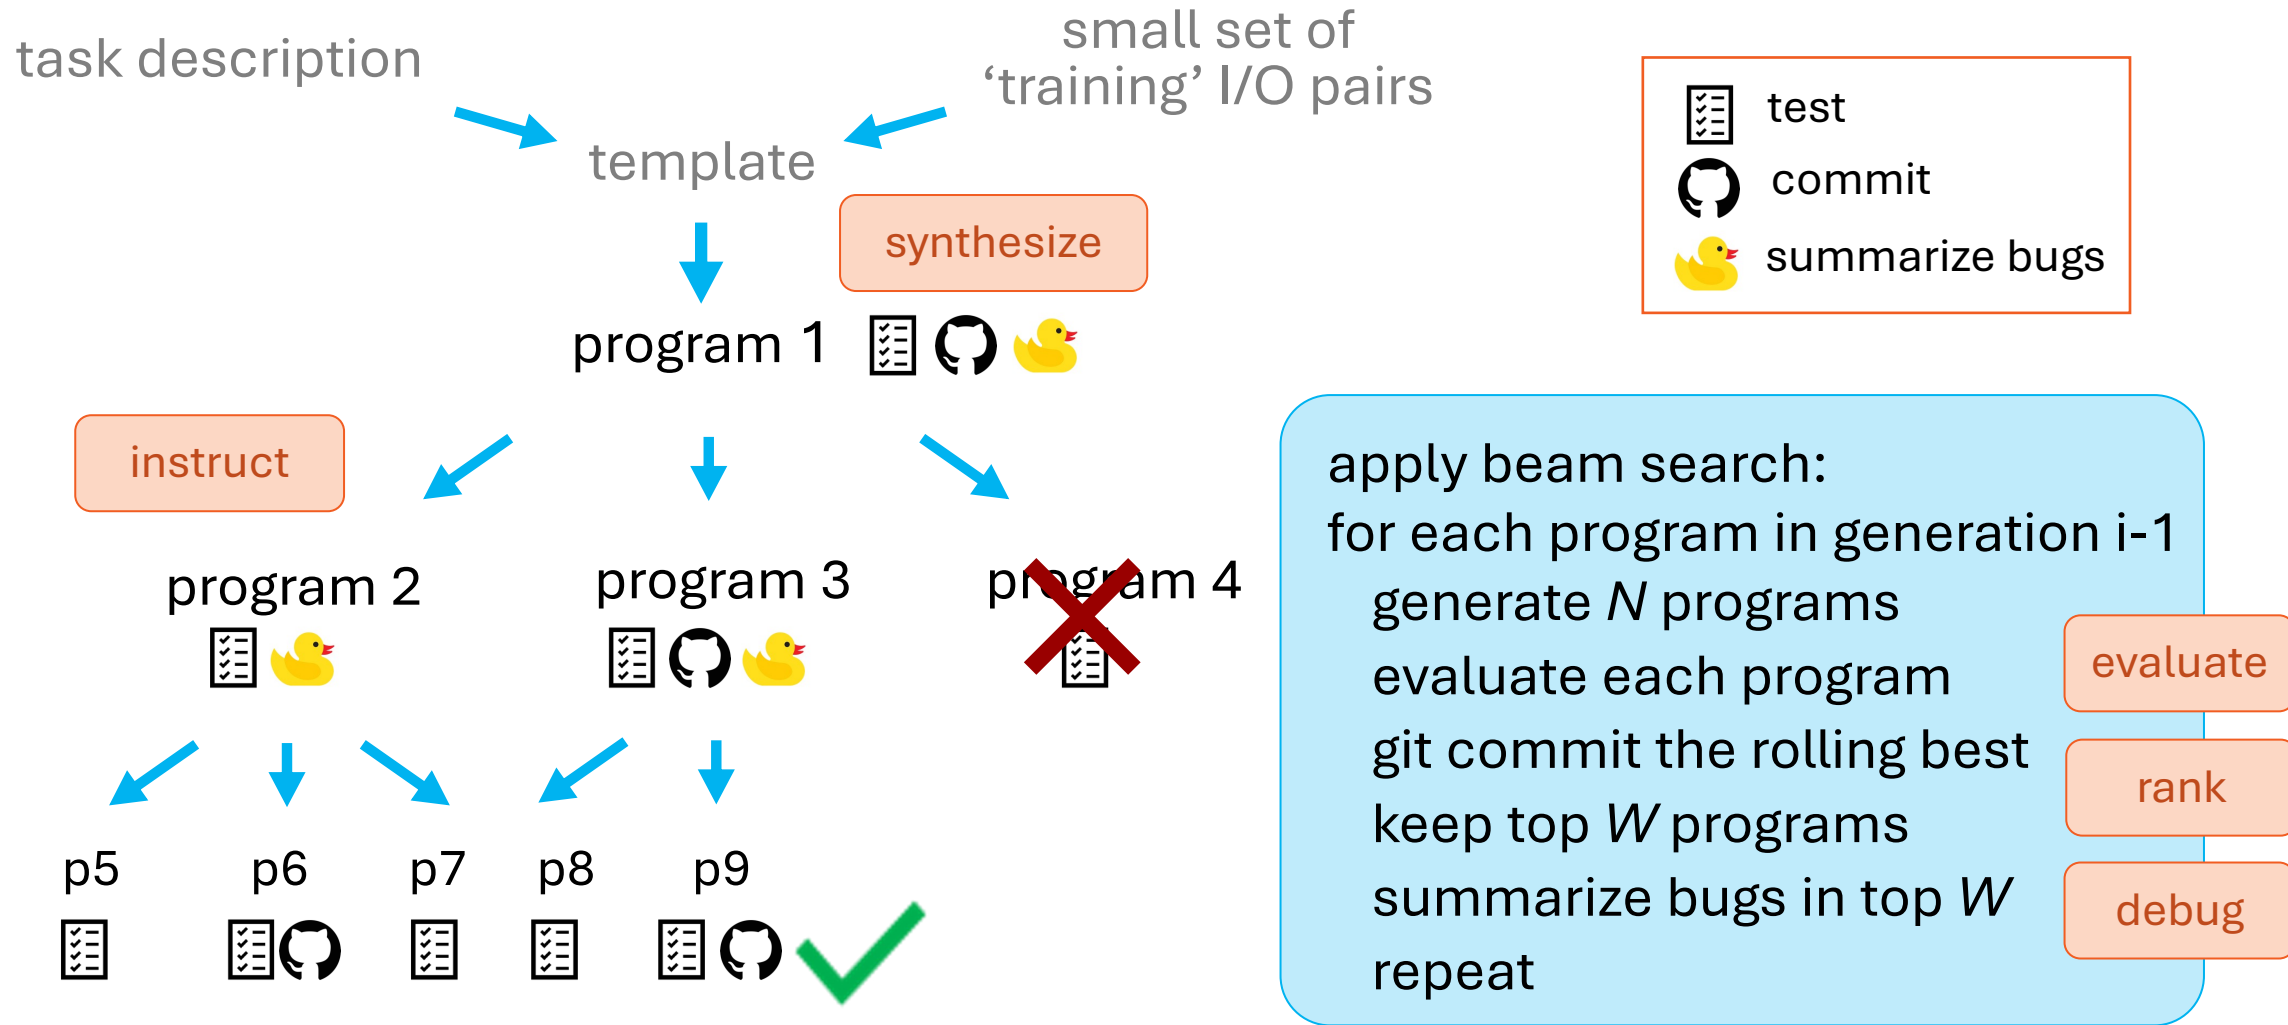 task description
small set of
‘training’ I/O pairs
template
synthesize
program 1
test
commit
summarize bugs
instruct
program 2
program 3
program 4
p5
p6
p7
p8
p9
apply beam search:
for each program in generation i-1
generate N programs
evaluate each program
git commit the rolling best
keep top W programs
summarize bugs in top W
repeat
evaluate
rank
debug